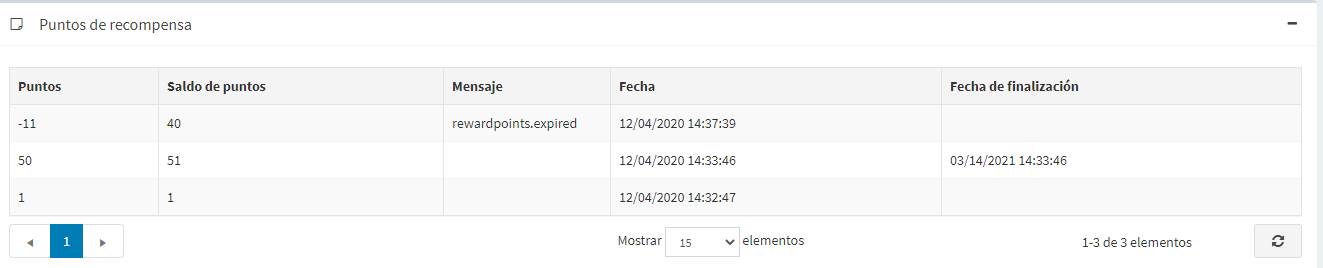 Puntos de recompensa
Puntos Saldo de puntos Mensaje Fecha Fecha de finalización
-11 40 rewardpoints.expired 12/04/2020 14:37:39
50 51 12/04/2020 14:33:46 03/14/2021 14:33:46
1 1 12/04/2020 14:32:47
1 Mostrar 15 elementos 1-3 de 3 elementos